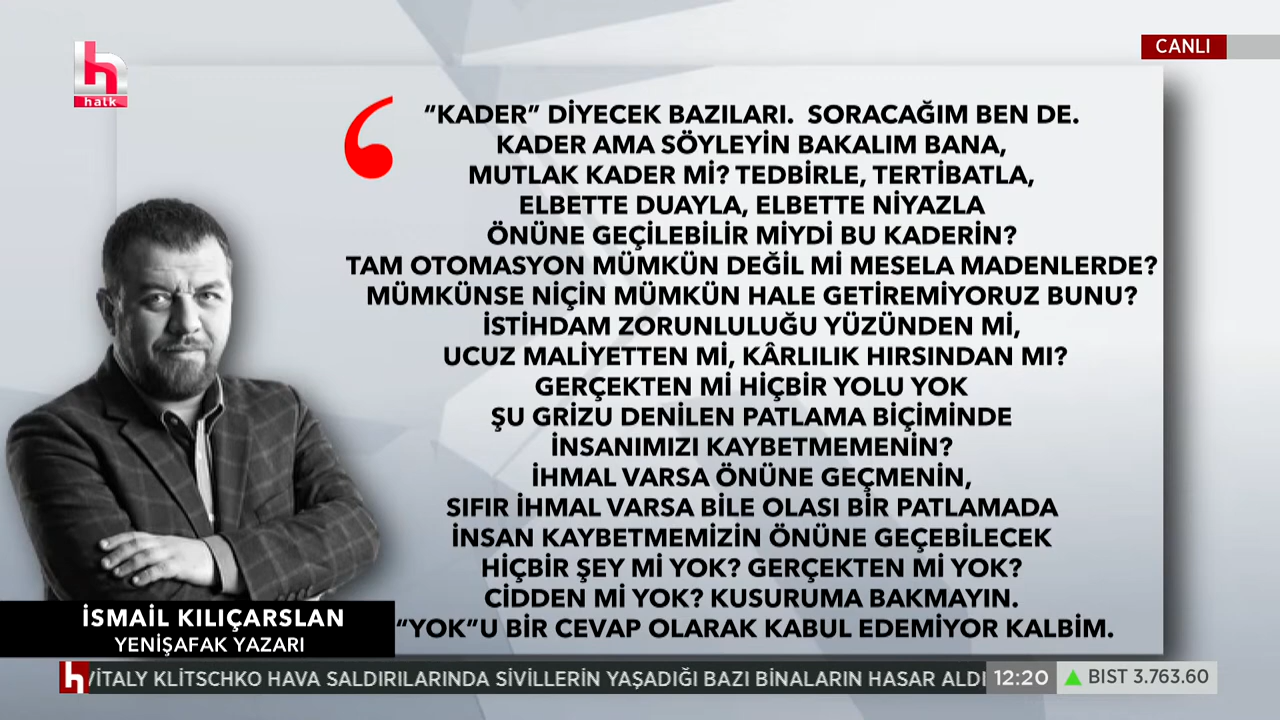 h
halk
CANLI
“KADER” DİYECEK BAZILARI. SORACAĞIM BEN DE.
KADER AMA SÖYLEYİN BAKALIM BANA,
MUTLAK KADER Mİ? TEDBİRLE, TERTİBATLA,
ELBETTE DUAYLA, ELBETTE NİYAZLA
ÖNÜNE GEÇİLEBİLİR MİYDİ BU KADERİN?
TAM OTOMASYON MÜMKÜN DEĞİL Mİ MESELA MADENLERDE?
MÜMKÜNSE NİÇİN MÜMKÜN HALE GETİREMİYORUZ BUNU?
İSTİHDAM ZORUNLULUĞU YÜZÜNDEN Mİ,
UCUZ MALİYETTEN Mİ, KÂRLILIK HIRSINDAN MI?
GERÇEKTEN Mİ HİÇBİR YOLU YOK
ŞU GRİZU DENİLEN PATLAMA BİÇİMİNDE
İNSANIMIZI KAYBETMEMENİN?
İHMAL VARSA ÖNÜNE GEÇMENİN,
SIFIR İHMAL VARSA BİLE OLASI BİR PATLAMADA
İNSAN KAYBETMEMİZİN ÖNÜNE GEÇEBİLECEK
HİÇBİR ŞEY Mİ YOK? GERÇEKTEN Mİ YOK?
CİDDEN Mİ YOK? KUSURUMA BAKMAYIN.
“YOK”U BİR CEVAP OLARAK KABUL EDEMİYOR KALBİM.
İSMAİL KILIÇARSLAN
YENİŞAFAK YAZARI
h VİTALY KLİTSCHKO HAVA SALDIRILARINDA SİVİLLERİN YAŞADIĞI BAZI BİNALARIN HASAR ALDI 12:20 BIST 3.763.60